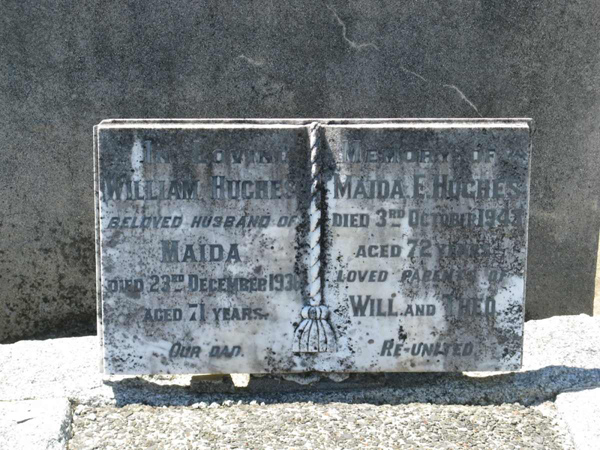 In Loving
William Hughes
beloved husband of
Maida
died 23rd December
aged 71 years.
Our dad.
Memory of
Maida E. Hughes
died 3rd October
aged 72 years
loved parents of
Will and Theo
Re-united.